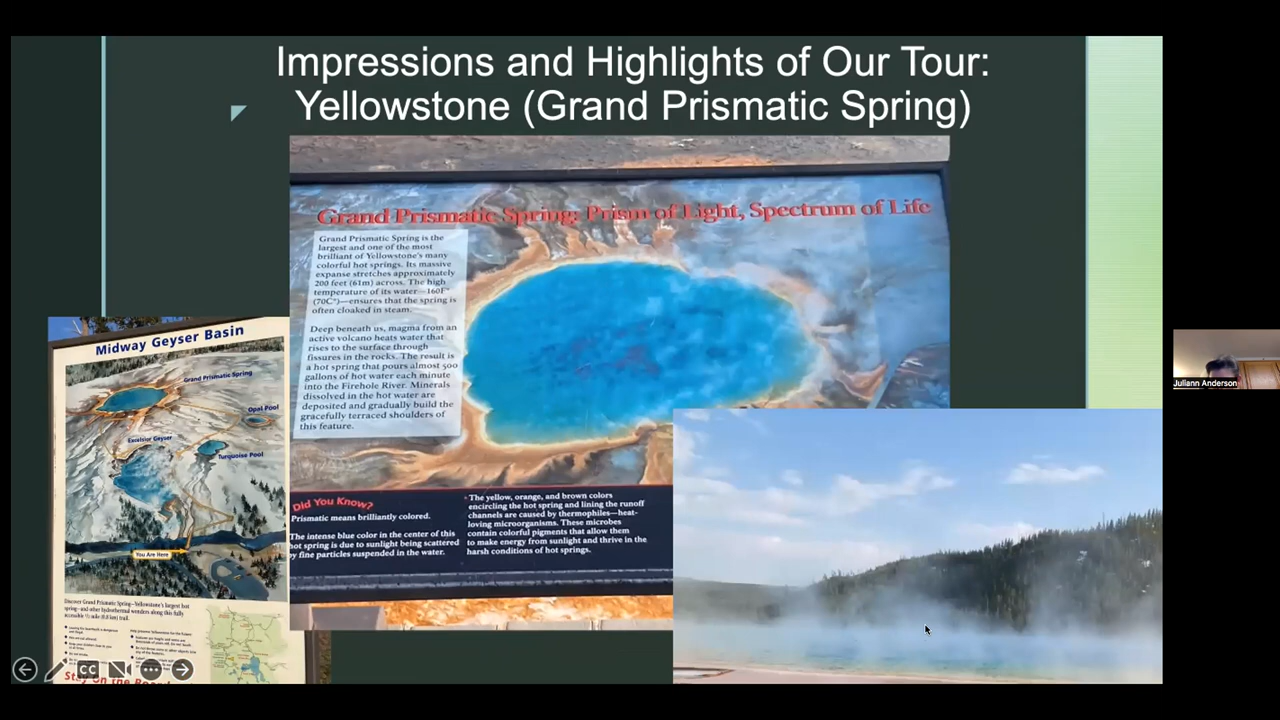 Impressions and Highlights of Our Tour:
Yellowstone (Grand Prismatic Spring)
Grand Prismatic Spring: Prism of Light, Spectrum of Life
Grand Prismatic Spring is the
largest and one of the most
brilliant of Yellowstone's many
colorful hot springs. Its massive
expanse stretches approximately
200 feet (61m) across. The high
temperature of its water—160F°
(70C°)—ensures that the spring is
often cloaked in steam.
Deep beneath us, magma from an
active volcano heats water that
rises to the surface through
fissures in the rocks. The result is
a hot spring that pours almost 500
gallons of hot water each minute
into the Firehole River. Minerals
dissolved in the hot water are
deposited and gradually build the
gracefully terraced shoulders of
this feature.
Did You Know?
Prismatic means brilliantly colored.
The intense blue color in the center of this
hot spring is due to sunlight being scattered
by fine particles suspended in the water.
The yellow, orange, and brown colors
encircling the hot spring and lining the runoff
channels are caused by thermophiles—heat-
loving microorganisms. These microbes
contain colorful pigments that allow them
to make energy from sunlight and thrive in the
harsh conditions of hot springs.
Midway Geyser Basin
Grand Prismatic Spring
Opal Pool
Excelsior Geyser
Turquoise Pool
You Are Here
Discover Grand Prismatic Spring—Yellowstone's largest hot
spring—and other hydrothermal wonders along this fully
accessible ½ mile (0.8 km) trail.
Stay on the
CC
Juliann Anderson